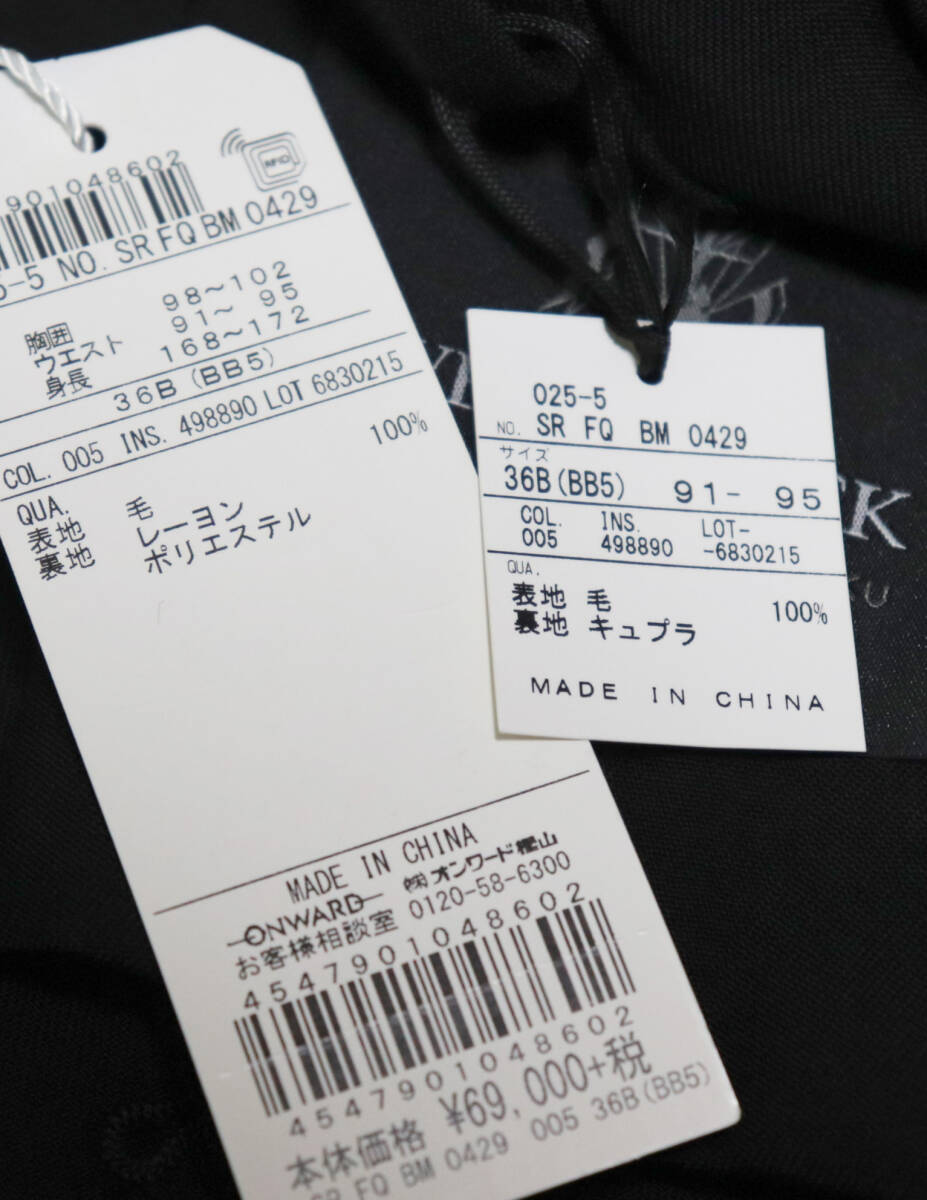 901048602
RFID
5-5 NO. SR FQ BM 0429
胸囲 98～102
ウエスト 91～ 95
身長 168～172
36B (BB5)
COL. 005 INS. 498890 LOT 6830215
QUA.
表地 毛 100%
裏地 レーヨン
ポリエステル
MADE IN CHINA
ONWARD ㈱オンワード樫山
お客様相談室 0120-58-6300
4547901048602
4547901048602
本体価格 ¥69,000+税
SR FQ BM 0429 005 36B(BB5)
025-5
NO. SR FQ BM 0429
サイズ
36B(BB5) 91- 95
COL. INS. LOT-
005 498890 -6830215
QUA.
表地 毛 100%
裏地 キュプラ
MADE IN CHINA